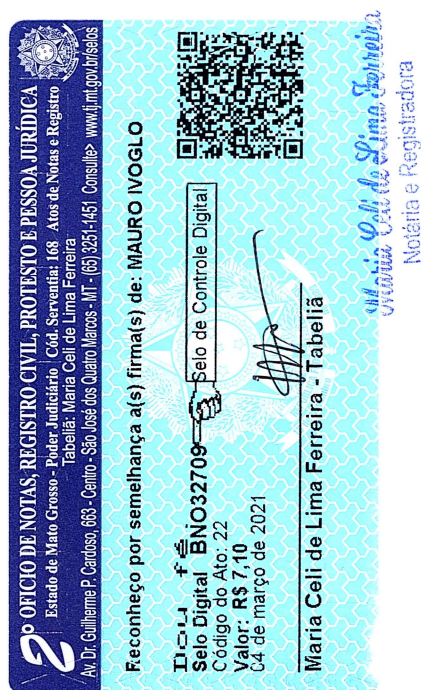 2º OFICIO DE NOTAS, REGISTRO CIVIL, PROTESTO E PESSOA JURÍDICA
Estado de Mato Grosso - Poder Judiciário Cód. Serventia: 168 Atos de Notas e Registro
Tabeliã: Maria Celi de Lima Ferreira
Av. Dr. Guilherme P. Cardoso, 663 - Centro - São José dos Quatro Marcos - MT - (65) 3251-1451 Consulte> www.tj.mt.gov.br/selos
Reconheço por semelhança a(s) firma(s) de: MAURO IVOGLO
Dou fé
Selo Digital BNO32709 Selo de Controle Digital
Código do Ato: 22
Valor: R$ 7,10
04 de março de 2021
Maria Celi de Lima Ferreira - Tabeliã
Maria Celi de Lima Ferreira
Notária e Registradora